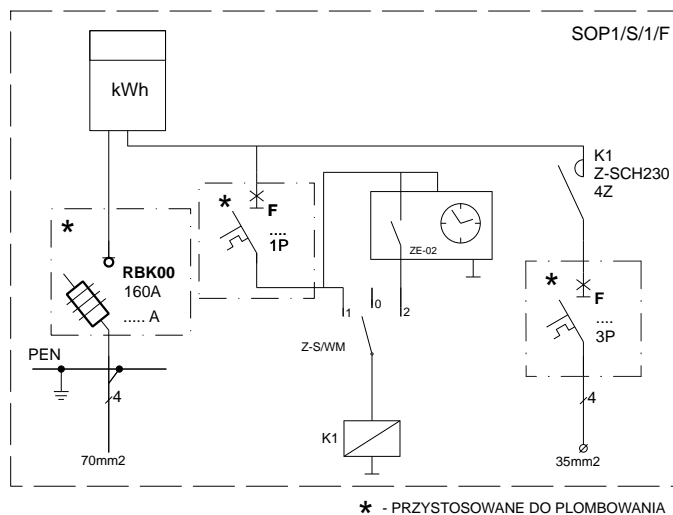 SOP1/S/1/F
kWh
K1
Z-SCH230
4Z
*
F
....
1P
ZE-02
*
RBK00
160A
..... A
*
F
....
3P
1
0
2
Z-S/WM
PEN
4
K1
4
70mm2
35mm2
* - PRZYSTOSOWANE DO PLOMBOWANIA